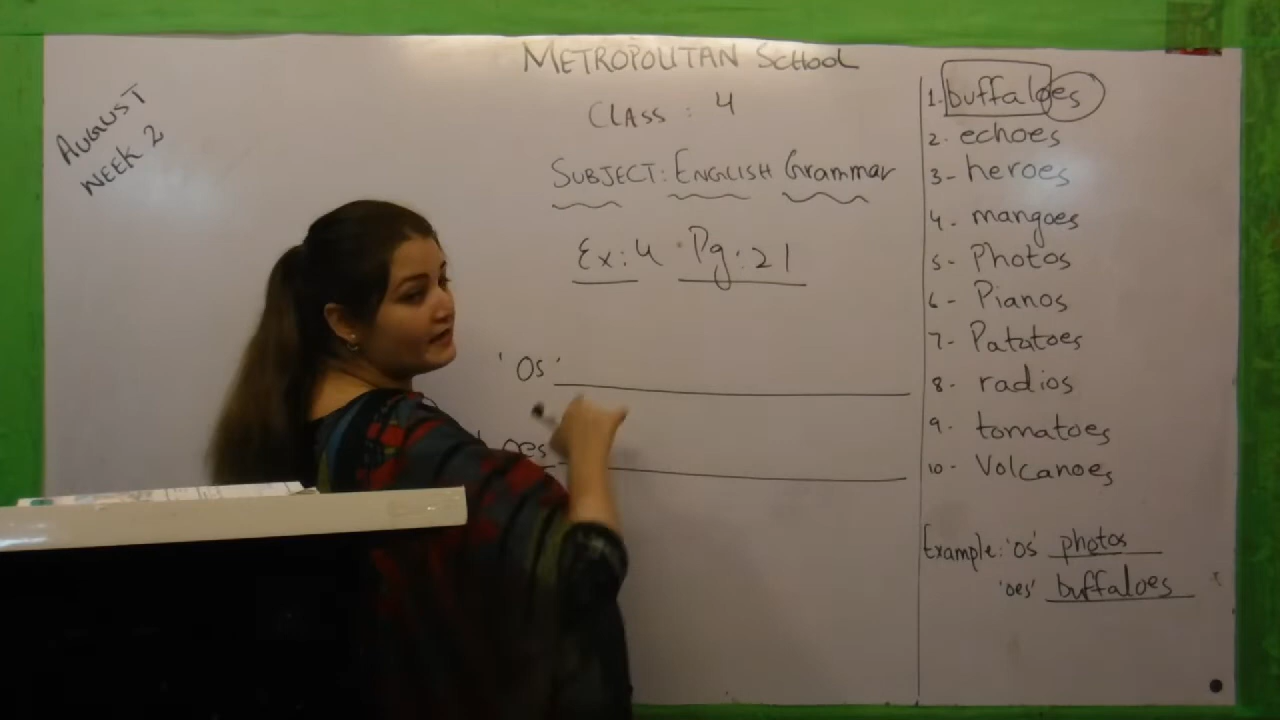 AUGUST
WEEK 2
METROPOLITAN SCHOOL
CLASS : 4
SUBJECT: ENGLISH Grammar
Ex: 4 Pg: 21
'Os'
oes
1. buffaloes
2. echoes
3- heroes
4. mangoes
5- Photos
6- Pianos
7- Patatoes
8- radios
9. tomatoes
10- Volcanoes
Example: 'os' photos
'oes' buffaloes